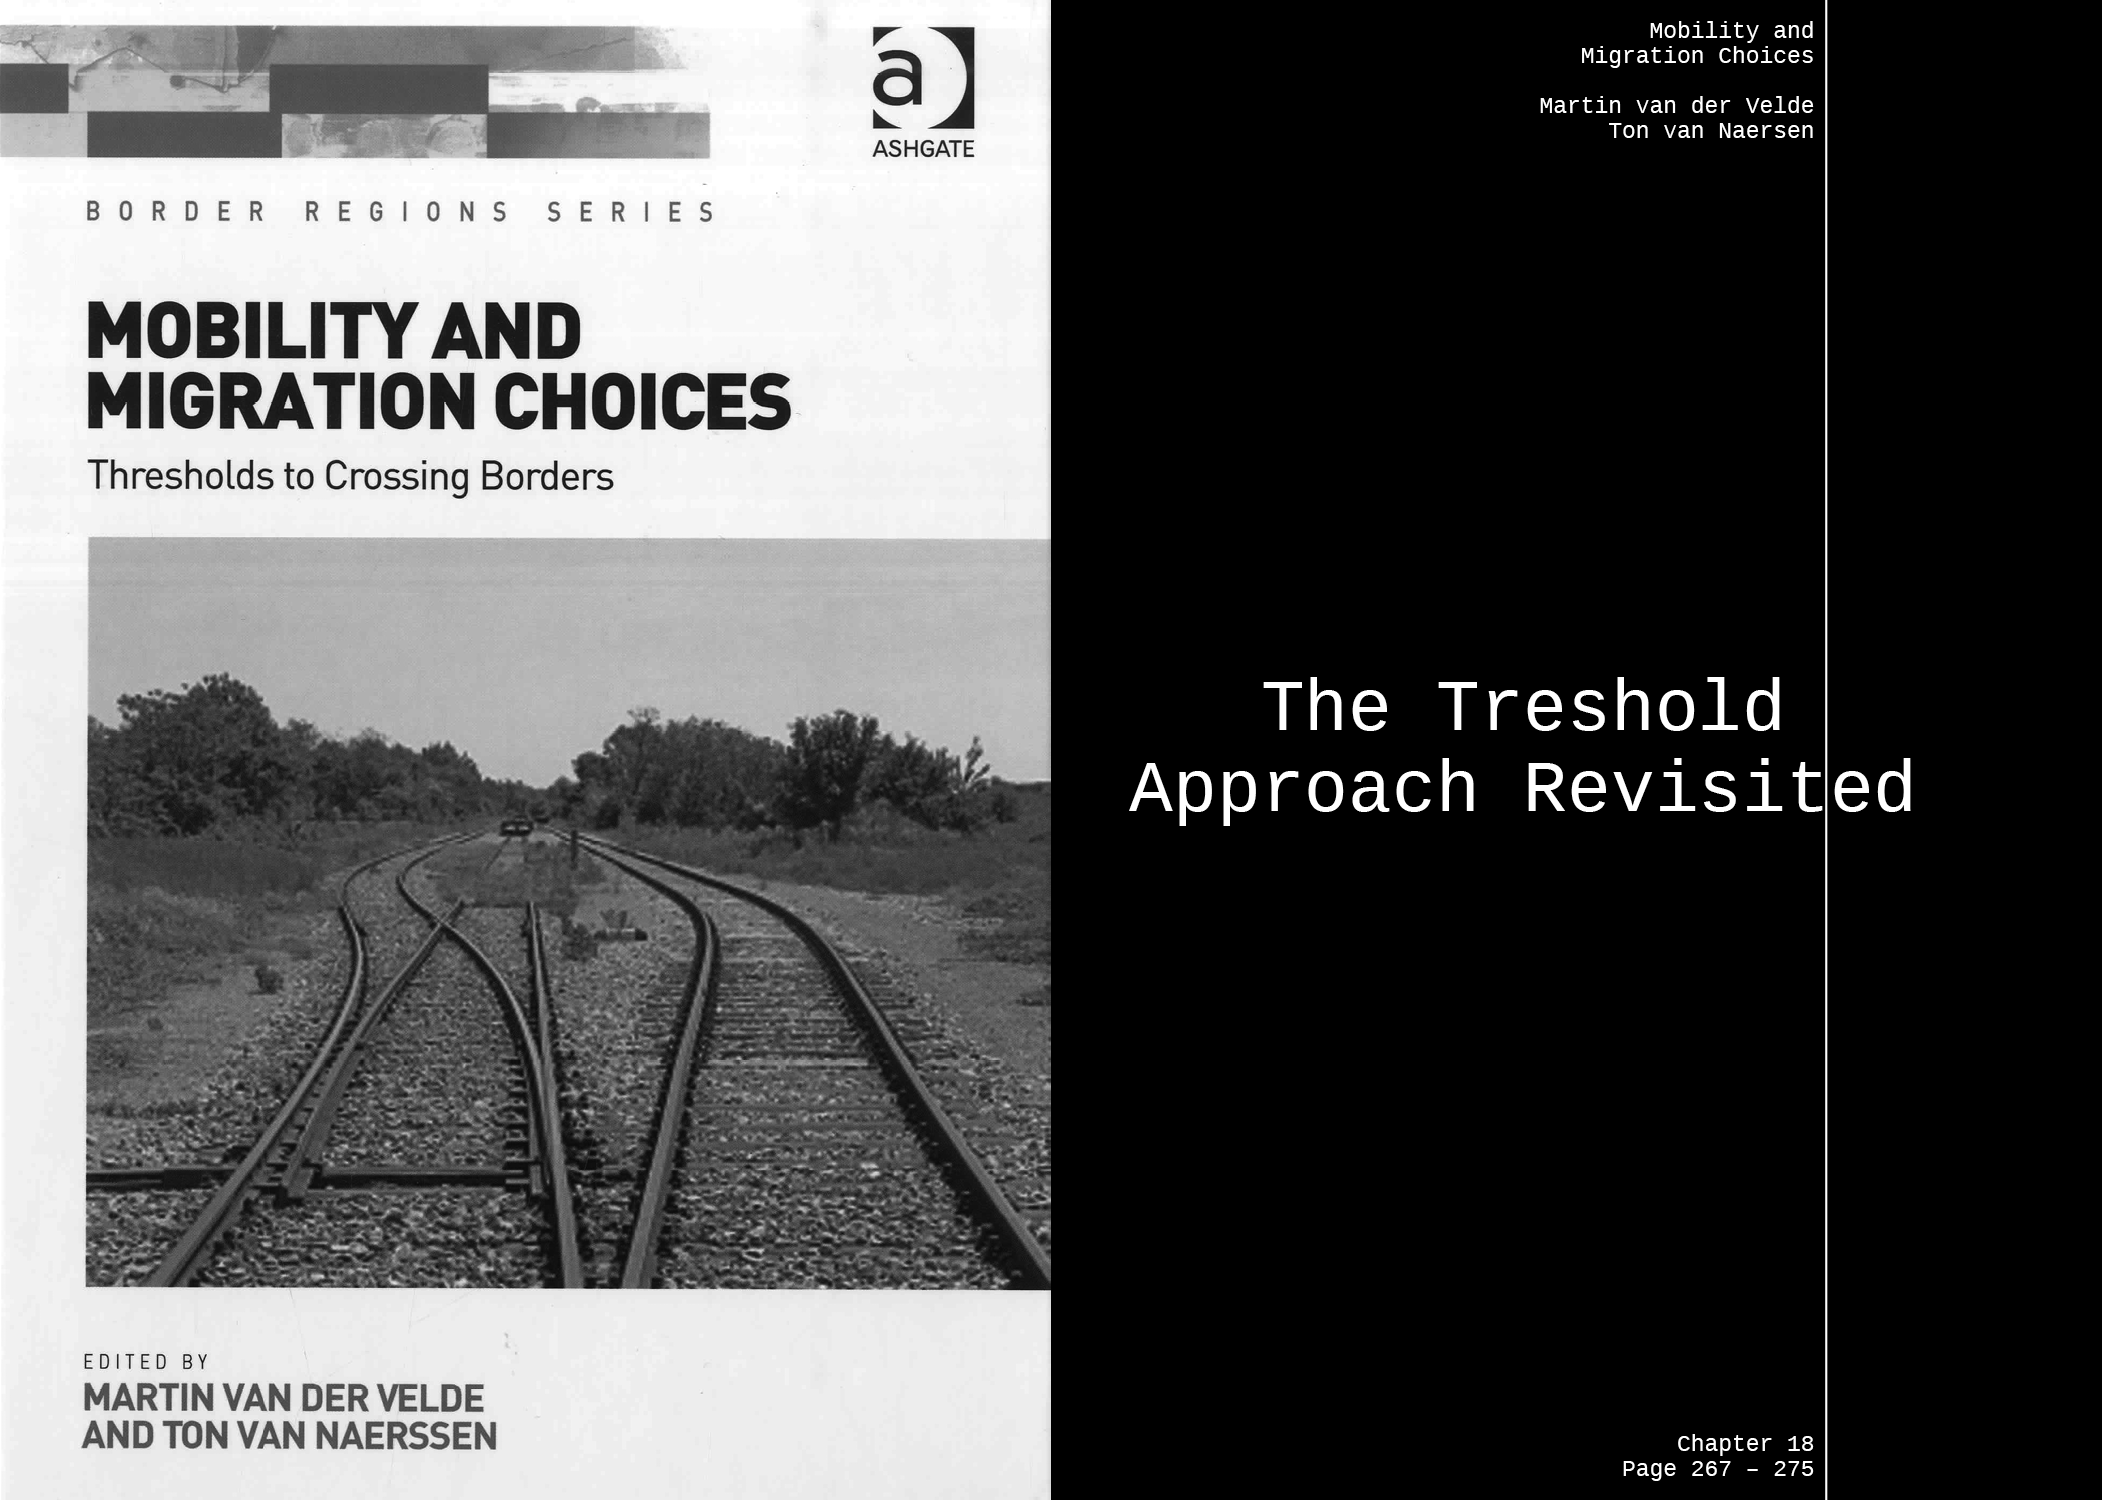 a
ASHGATE
BORDER REGIONS SERIES
MOBILITY AND
MIGRATION CHOICES
Thresholds to Crossing Borders
EDITED BY
MARTIN VAN DER VELDE
AND TON VAN NAERSSEN
Mobility and
Migration Choices
Martin van der Velde
Ton van Naersen
The Treshold
Approach Revisited
Chapter 18
Page 267 – 275